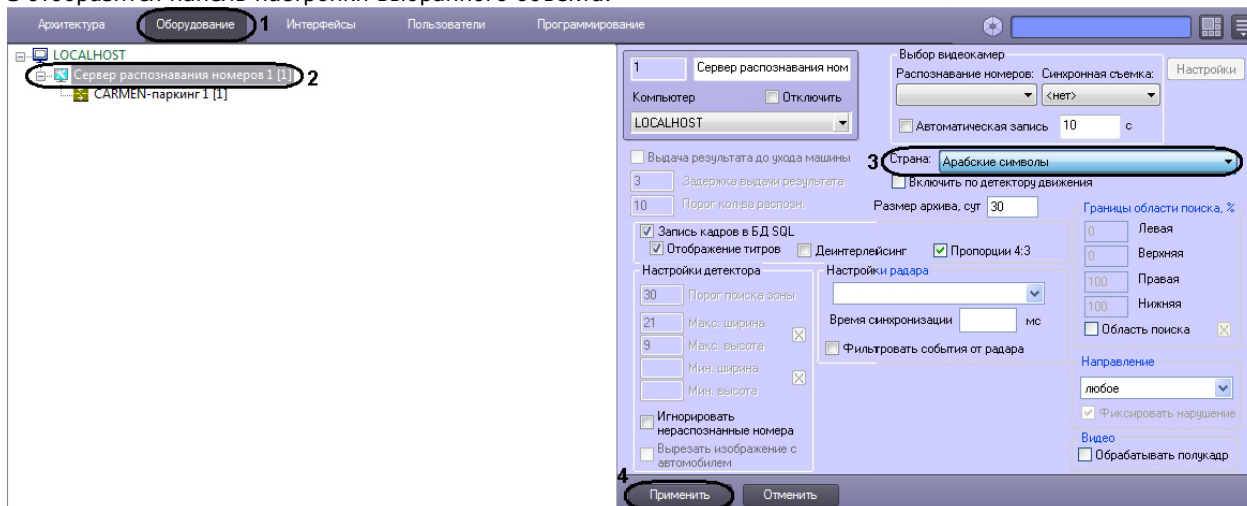 Архитектура Оборудование 1 Интерфейсы Пользователи Программирование
LOCALHOST
Сервер распознавания номеров 1 [1] 2
CARMEN-паркинг 1 [1]
1 Сервер распознавания ном
Компьютер Отключить
LOCALHOST
Выбор видеокамер
Распознавание номеров: Синхронная съемка: Настройки
<нет>
Автоматическая запись 10 с
Выдача результата до ухода машины
3 Страна: Арабские символы
3 Задержка выдачи результата
Включить по детектору движения
10 Порог кол-ва распозн.
Размер архива, сут 30
Границы области поиска, %
0 Левая
0 Верхняя
100 Правая
100 Нижняя
Область поиска
Запись кадров в БД SQL
Отображение титров Деинтерлейсинг Пропорции 4:3
Настройки детектора
30 Порог поиска зоны
21 Макс. ширина
9 Макс. высота
Мин. ширина
Мин. высота
Игнорировать
нераспознанные номера
Вырезать изображение с
автомобилем
Настройки радара
Время синхронизации мс
Фильтровать события от радара
Направление
любое
Фиксировать нарушение
Видео
Обрабатывать полукадр
4
Применить Отменить